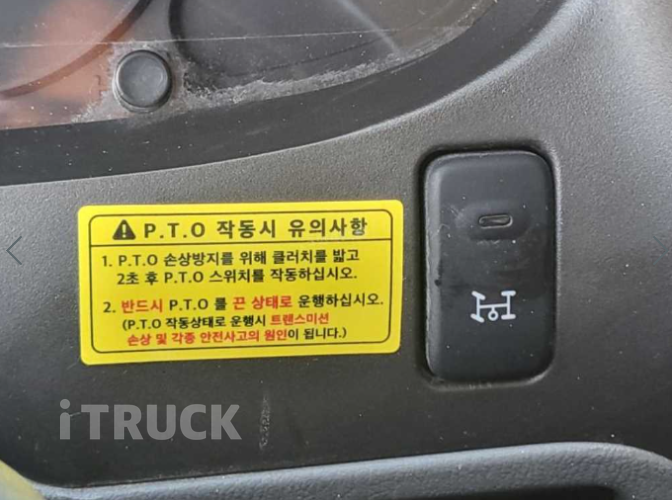 ⚠ P.T.O 작동시 유의사항
1. P.T.O 손상방지를 위해 클러치를 밟고
2초 후 P.T.O 스위치를 작동하십시오.
2. 반드시 P.T.O 를 끈 상태로 운행하십시오.
(P.T.O 작동상태로 운행시 트랜스미션
손상 및 각종 안전사고의 원인이 됩니다.)
iTRUCK